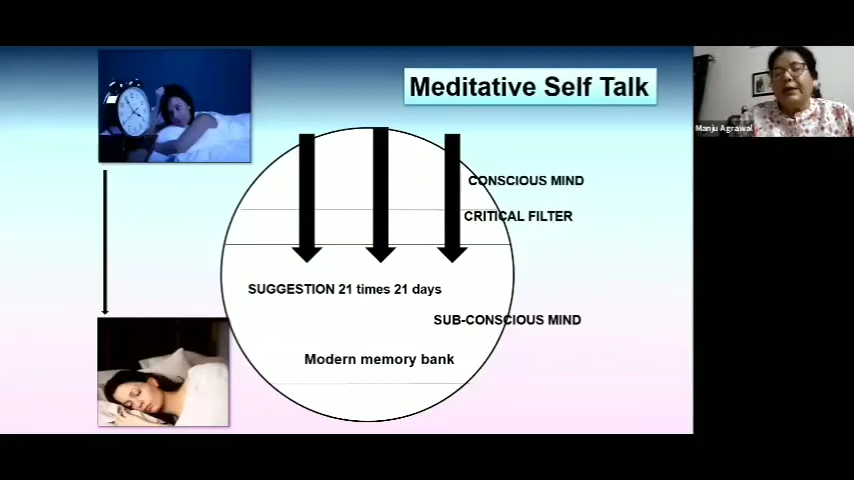 Meditative Self Talk
Manju Agrawal
CONSCIOUS MIND
CRITICAL FILTER
SUGGESTION 21 times 21 days
SUB-CONSCIOUS MIND
Modern memory bank